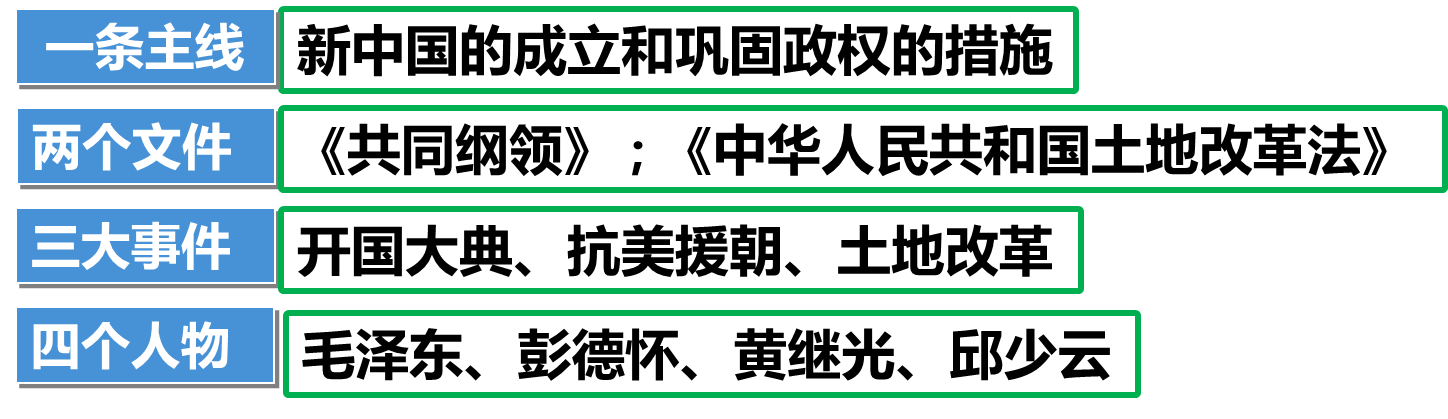 一条主线 新中国的成立和巩固政权的措施
两个文件 《共同纲领》；《中华人民共和国土地改革法》
三大事件 开国大典、抗美援朝、土地改革
四个人物 毛泽东、彭德怀、黄继光、邱少云